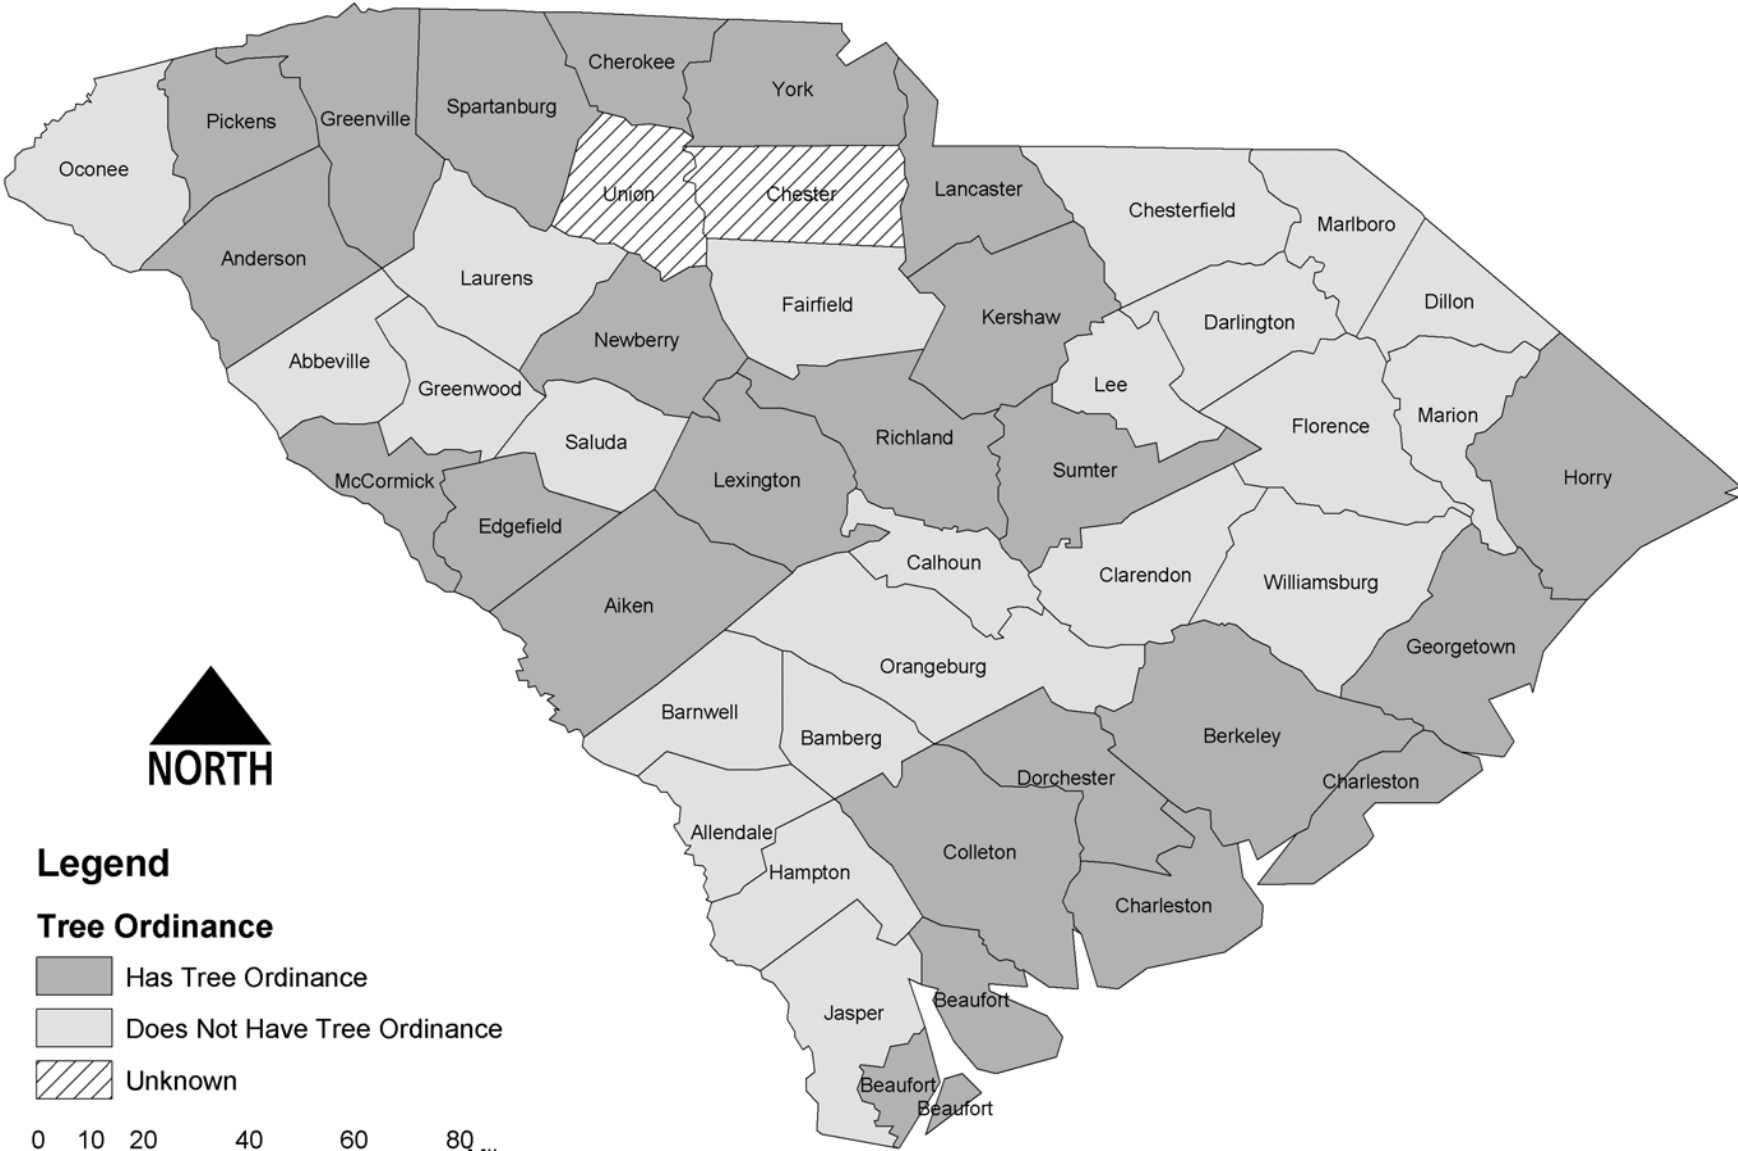 Cherokee
York
Spartanburg
Greenville
Pickens
Oconee
Union
Chester
Lancaster
Chesterfield
Marlboro
Anderson
Laurens
Fairfield
Kershaw
Darlington
Dillon
Newberry
Abbeville
Greenwood
Lee
Marion
Florence
Saluda
Richland
McCormick
Lexington
Sumter
Horry
Edgefield
Calhoun
Clarendon
Williamsburg
Aiken
Georgetown
Orangeburg
Barnwell
Bamberg
Berkeley
Dorchester
Charleston
Allendale
Colleton
Hampton
Charleston
Beaufort
Jasper
Beaufort
Beaufort
NORTH
Legend
Tree Ordinance
Has Tree Ordinance
Does Not Have Tree Ordinance
Unknown
0 10 20 40 60 80